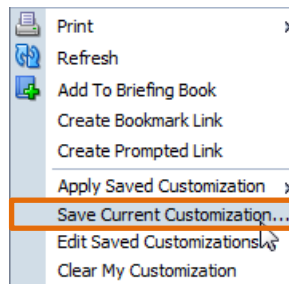 Print
Refresh
Add To Briefing Book
Create Bookmark Link
Create Prompted Link
Apply Saved Customization
Save Current Customization...
Edit Saved Customizations
Clear My Customization